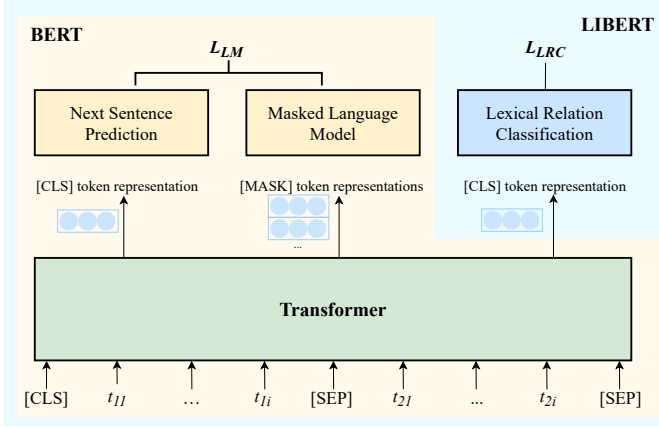 BERT
LIBERT
L_LM
L_LRC
Next Sentence
Prediction
Masked Language
Model
Lexical Relation
Classification
[CLS] token representation
[MASK] token representations
[CLS] token representation
...
Transformer
[CLS] t_11 ... t_1i [SEP] t_21 ... t_2i [SEP]